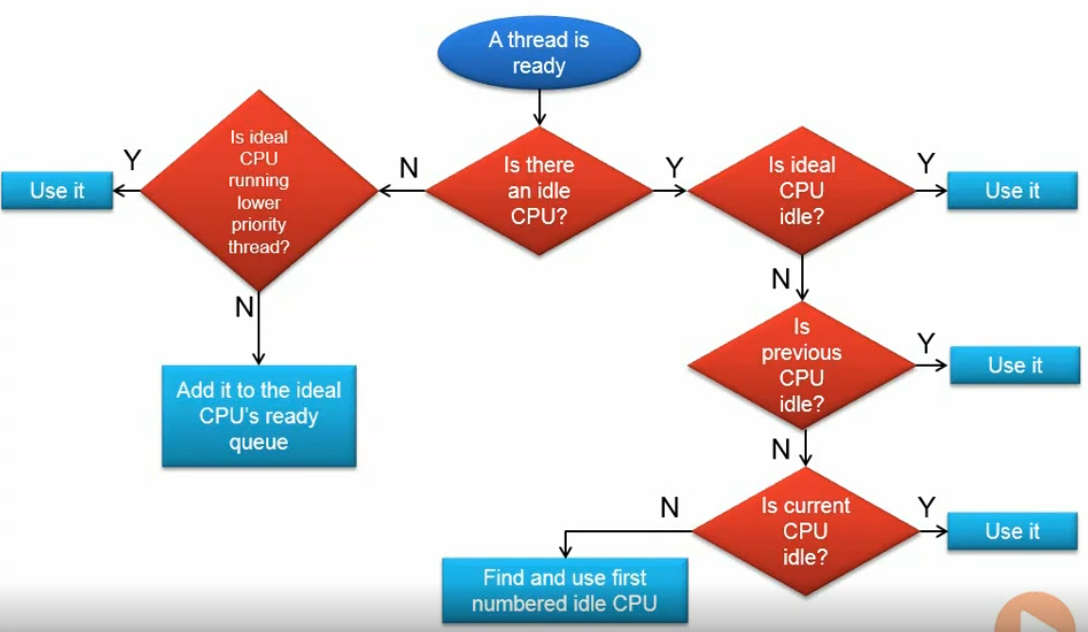 A thread is
ready
Is there
an idle
CPU?
N
Y
Is ideal
CPU
running
lower
priority
thread?
Y
Use it
N
Add it to the ideal
CPU's ready
queue
Is ideal
CPU
idle?
Y
Use it
N
Is
previous
CPU
idle?
Y
Use it
N
Is current
CPU
idle?
Y
Use it
N
Find and use first
numbered idle CPU